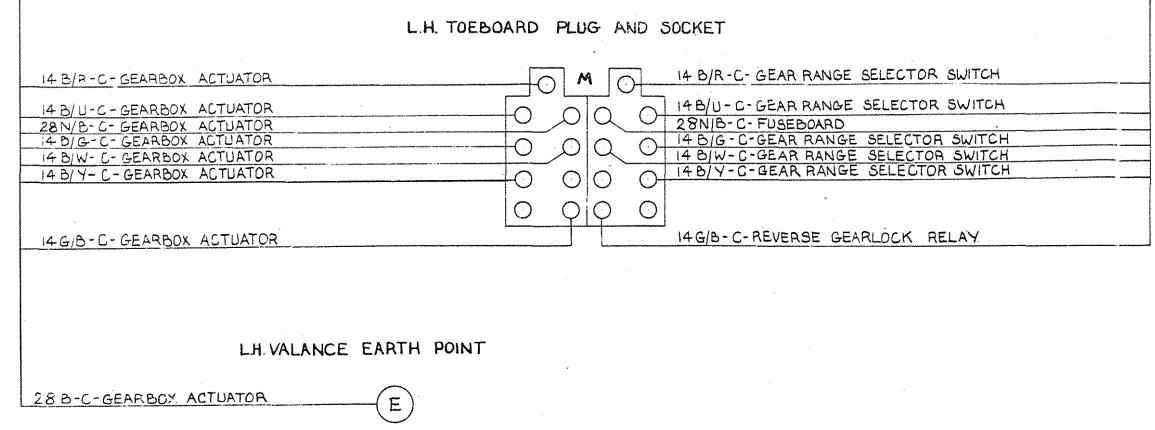 L.H. TOEBOARD PLUG AND SOCKET
M
14 B/R-C-GEARBOX ACTUATOR
14 B/U-C-GEARBOX ACTUATOR
28N/B-C-GEARBOX ACTUATOR
14 B/G-C-GEARBOX ACTUATOR
14 B/W-C-GEARBOX ACTUATOR
14 B/Y-C-GEARBOX ACTUATOR
14 G/B-C-GEARBOX ACTUATOR
14 B/R-C-GEAR RANGE SELECTOR SWITCH
14 B/U-C-GEAR RANGE SELECTOR SWITCH
28N/B-C-FUSEBOARD
14 B/G-C-GEAR RANGE SELECTOR SWITCH
14 B/W-C-GEAR RANGE SELECTOR SWITCH
14 B/Y-C-GEAR RANGE SELECTOR SWITCH
14 G/B-C-REVERSE GEARLOCK RELAY
L.H. VALANCE EARTH POINT
28 B-C-GEARBOX ACTUATOR
E